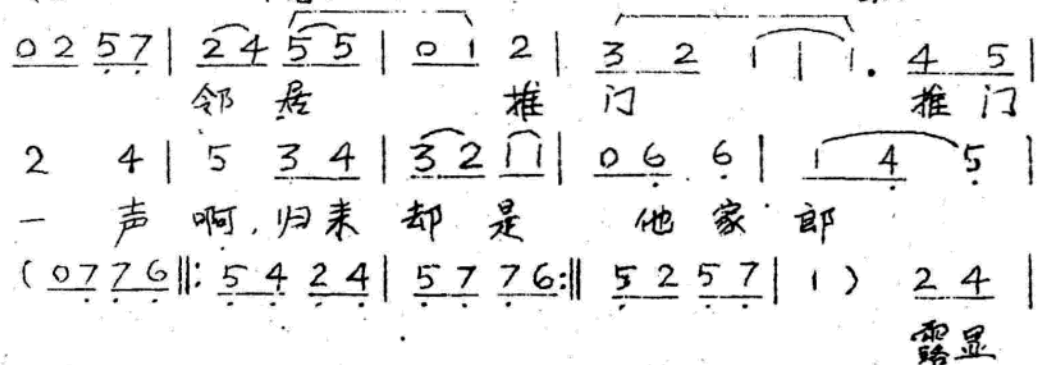 0 2 5 7 | 2 4 5 5 | 0 1 2 | 3 2 1 | 1. 4 5 |
邻居 推门 推门
2 4 | 5 3 4 | 3 2 1 1 | 0 6 6 | 1 4 5 |
一声啊,归来却是他家郎
( 0 7 7 6 ‖: 5 4 2 4 | 5 7 7 6 :‖ 5 2 5 7 | 1 ) 2 4 |
露显